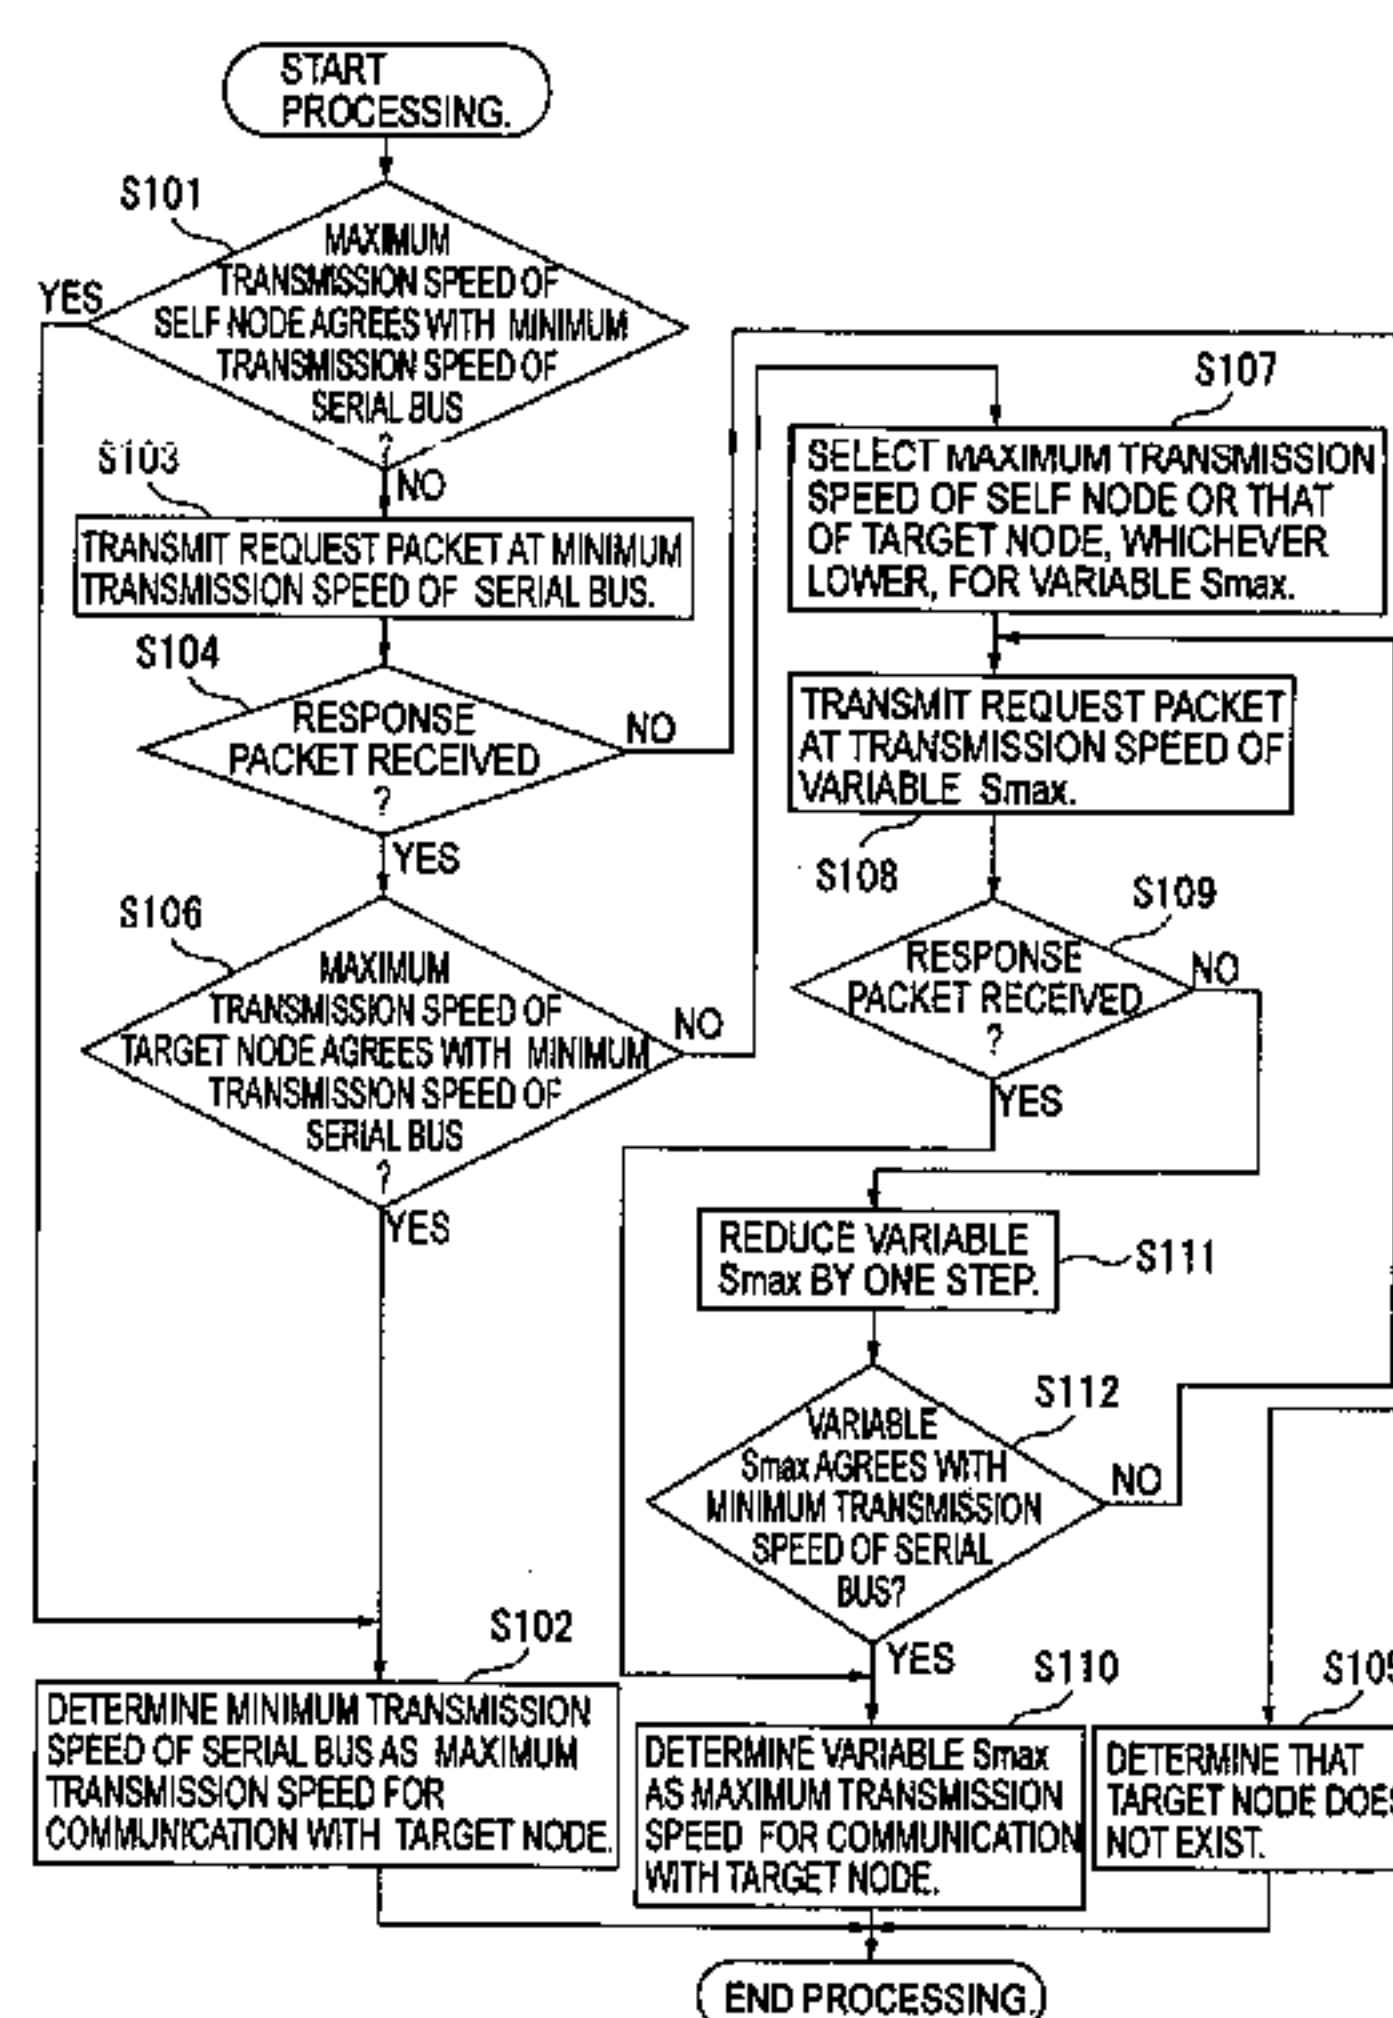 START
PROCESSING.
S101
MAXIMUM
TRANSMISSION SPEED OF
SELF NODE AGREES WITH MINIMUM
TRANSMISSION SPEED OF
SERIAL BUS
?
YES
NO
S103
TRANSMIT REQUEST PACKET AT MINIMUM
TRANSMISSION SPEED OF SERIAL BUS.
S104
RESPONSE
PACKET RECEIVED
?
NO
YES
S106
MAXIMUM
TRANSMISSION SPEED OF
TARGET NODE AGREES WITH MINIMUM
TRANSMISSION SPEED OF
SERIAL BUS
?
NO
YES
S107
SELECT MAXIMUM TRANSMISSION
SPEED OF SELF NODE OR THAT
OF TARGET NODE, WHICHEVER
LOWER, FOR VARIABLE Smax.
TRANSMIT REQUEST PACKET
AT TRANSMISSION SPEED OF
VARIABLE Smax.
S108
S109
RESPONSE
PACKET RECEIVED
?
NO
YES
REDUCE VARIABLE
Smax BY ONE STEP.
S111
S112
VARIABLE
Smax AGREES WITH
MINIMUM TRANSMISSION
SPEED OF SERIAL
BUS?
NO
YES
S102
DETERMINE MINIMUM TRANSMISSION
SPEED OF SERIAL BUS AS MAXIMUM
TRANSMISSION SPEED FOR
COMMUNICATION WITH TARGET NODE.
S110
DETERMINE VARIABLE Smax
AS MAXIMUM TRANSMISSION
SPEED FOR COMMUNICATION
WITH TARGET NODE.
S105
DETERMINE THAT
TARGET NODE DOES
NOT EXIST.
END PROCESSING.